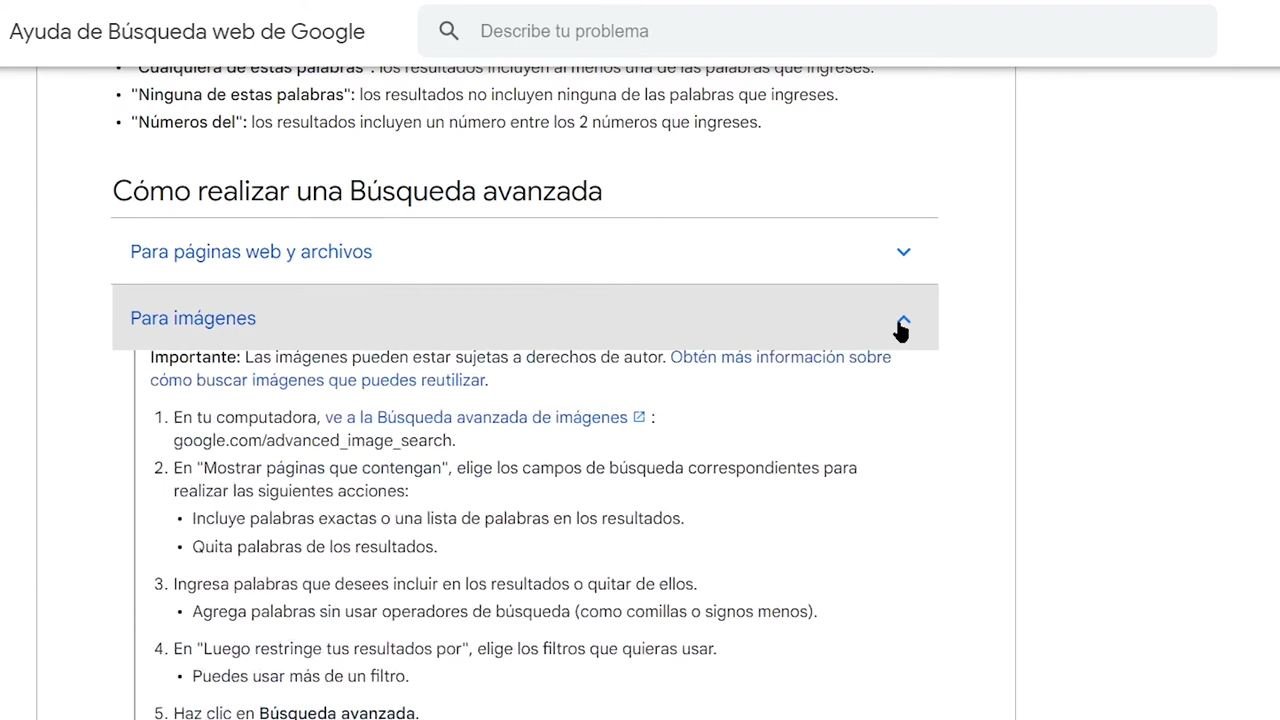 Ayuda de Búsqueda web de Google
Describe tu problema
• "Cualquiera de estas palabras": los resultados incluyen al menos una de las palabras que ingreses.
• "Ninguna de estas palabras": los resultados no incluyen ninguna de las palabras que ingreses.
• "Números del": los resultados incluyen un número entre los 2 números que ingreses.
Cómo realizar una Búsqueda avanzada
Para páginas web y archivos
Para imágenes
Importante: Las imágenes pueden estar sujetas a derechos de autor. Obtén más información sobre
cómo buscar imágenes que puedes reutilizar.
1. En tu computadora, ve a la Búsqueda avanzada de imágenes :
google.com/advanced_image_search.
2. En "Mostrar páginas que contengan", elige los campos de búsqueda correspondientes para
realizar las siguientes acciones:
• Incluye palabras exactas o una lista de palabras en los resultados.
• Quita palabras de los resultados.
3. Ingresa palabras que desees incluir en los resultados o quitar de ellos.
• Agrega palabras sin usar operadores de búsqueda (como comillas o signos menos).
4. En "Luego restringe tus resultados por", elige los filtros que quieras usar.
• Puedes usar más de un filtro.
5. Haz clic en Búsqueda avanzada.